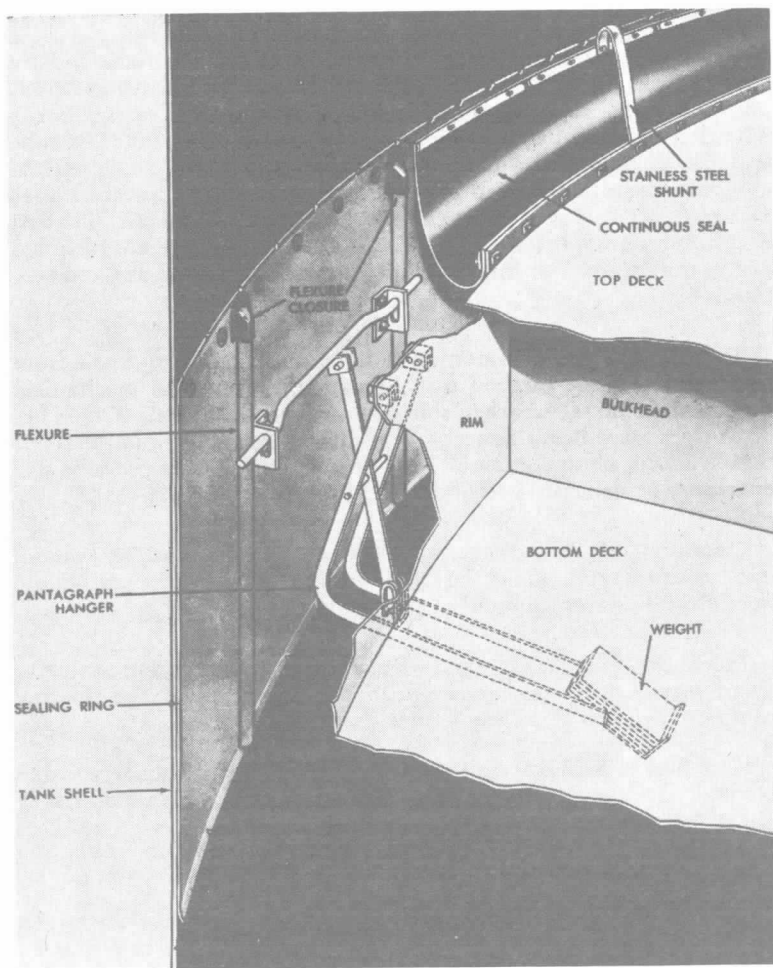 STAINLESS STEEL
SHUNT
CONTINUOUS SEAL
TOP DECK
FLEXURE
CLOSURE
BULKHEAD
RIM
FLEXURE
BOTTOM DECK
PANTAGRAPH
HANGER
WEIGHT
SEALING RING
TANK SHELL